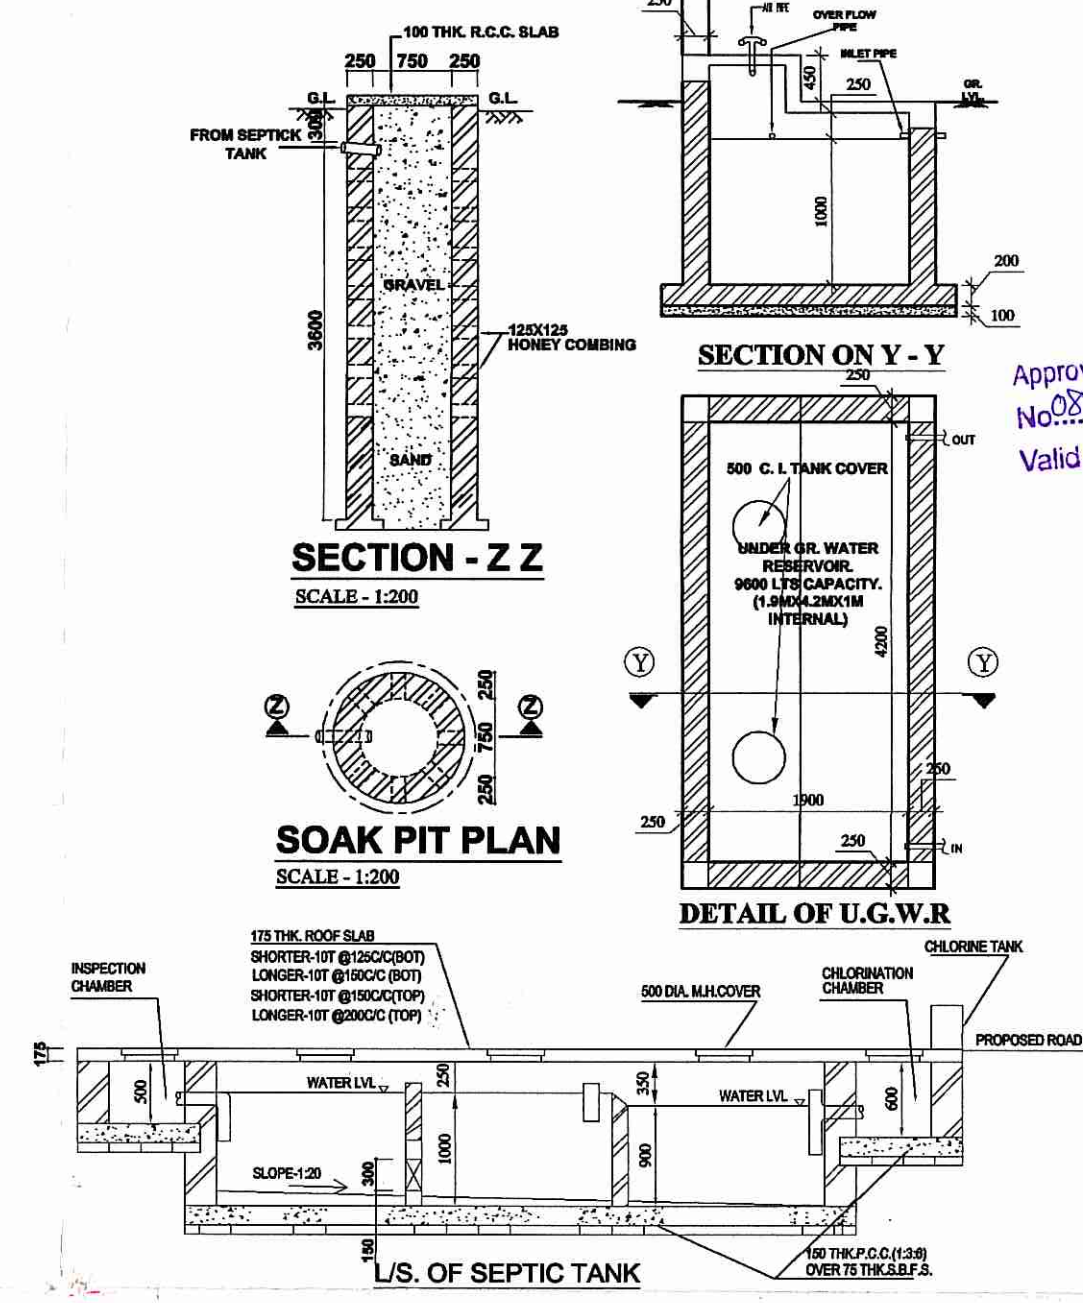 100 THK. R.C.C. SLAB
250 750 250
G.L.
G.L.
300
FROM SEPTICK
TANK
3600
GRAVEL
125X125
HONEY COMBING
SAND
SECTION - Z Z
SCALE - 1:200
250
AIR PIPE
OVER FLOW
PIPE
INLET PIPE
450
250
GR.
LVL.
1000
200
100
SECTION ON Y - Y
250
Approv
No.08
Valid
OUT
500 C. I. TANK COVER
UNDER GR. WATER
RESERVOIR.
9600 LTS CAPACITY.
(1.9MX4.2MX1M
INTERNAL)
4200
Y
Y
250
1900
250
250
IN
DETAIL OF U.G.W.R
Z
Z
250
750
250
SOAK PIT PLAN
SCALE - 1:200
175 THK. ROOF SLAB
SHORTER-10T @125C/C(BOT)
LONGER-10T @150C/C (BOT)
SHORTER-10T @150C/C(TOP)
LONGER-10T @200C/C (TOP)
INSPECTION
CHAMBER
500 DIA. M.H.COVER
CHLORINATION
CHAMBER
CHLORINE TANK
PROPOSED ROAD
175
500
WATER LVL
250
350
WATER LVL
600
1000
900
SLOPE-1:20
300
150
150 THK.P.C.C.(1:3:6)
OVER 75 THK.S.B.F.S.
L/S. OF SEPTIC TANK